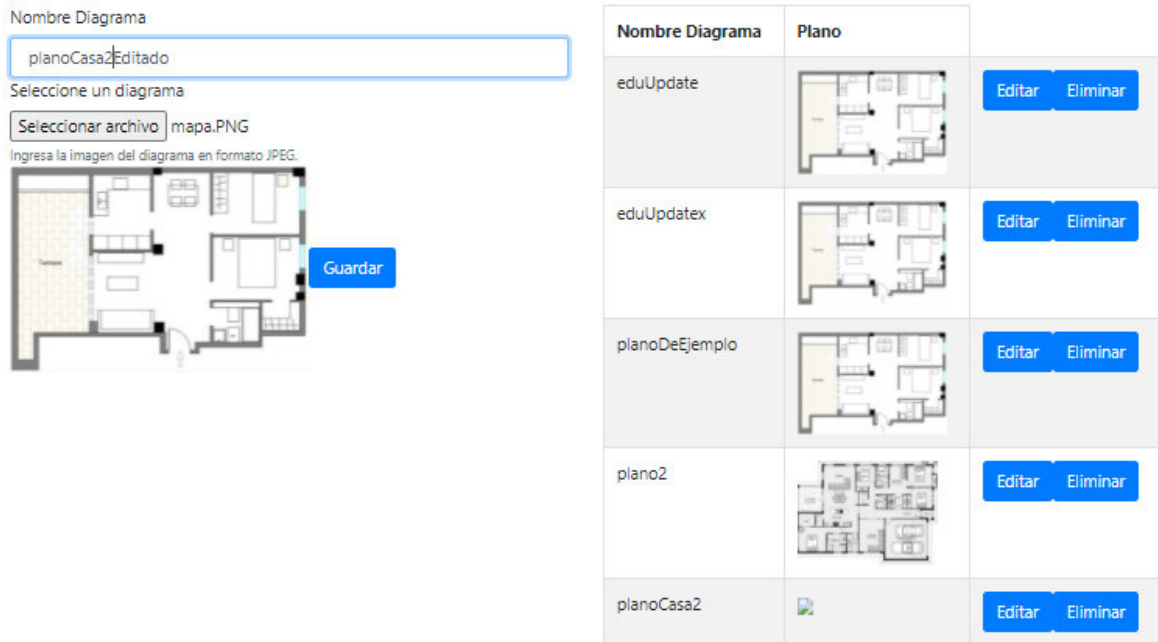 Nombre Diagrama
planoCasa2Editado
Seleccione un diagrama
Seleccionar archivo mapa.PNG
Ingresa la imagen del diagrama en formato JPEG.
Terraza
Guardar
Nombre Diagrama Plano
eduUpdate Editar Eliminar
eduUpdatex Editar Eliminar
planoDeEjemplo Editar Eliminar
plano2 Editar Eliminar
planoCasa2 Editar Eliminar